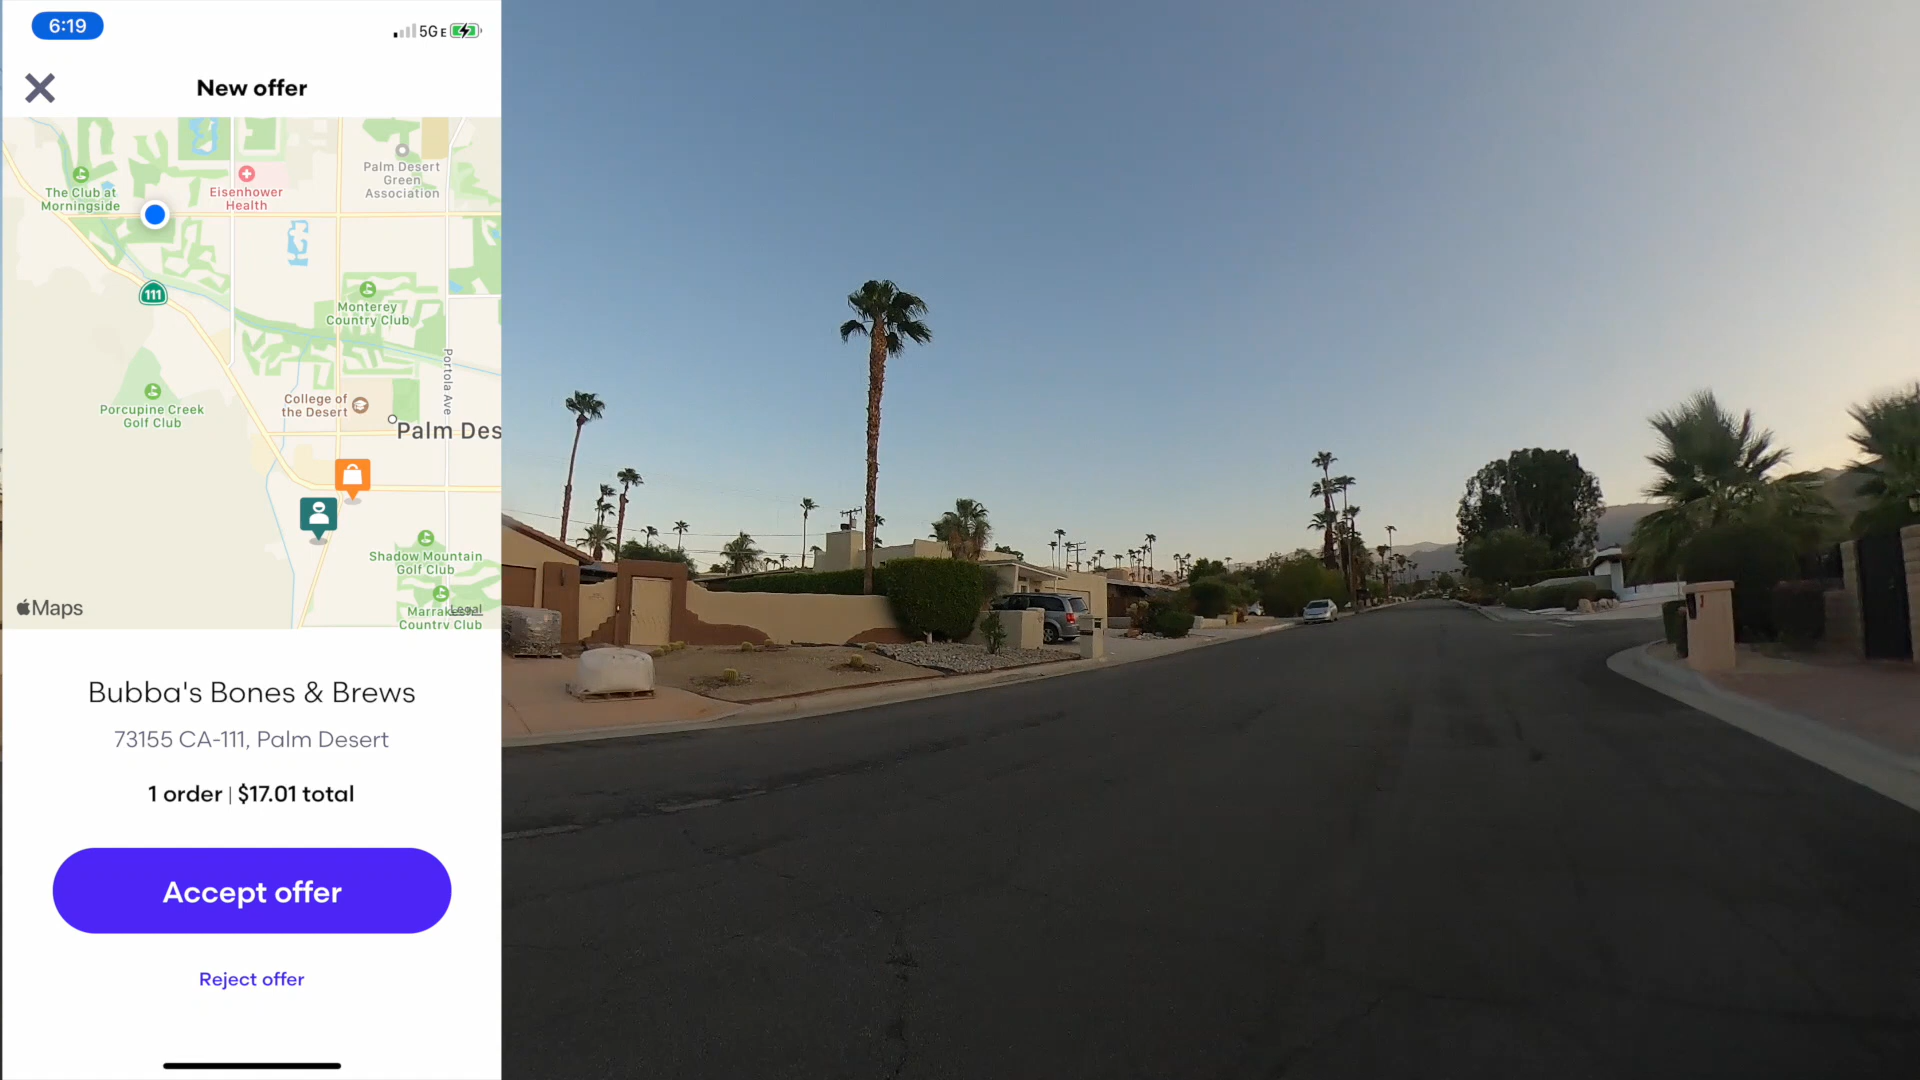 6:19
5GE
New offer
Palm Desert
Green
Association
The Club at
Morningside
Eisenhower
Health
111
Monterey
Country Club
Portola Ave
College of
the Desert
Porcupine Creek
Golf Club
Palm Des
Shadow Mountain
Golf Club
Marrakesh
Country Club
Maps
Legal
Bubba's Bones & Brews
73155 CA-111, Palm Desert
1 order | $17.01 total
Accept offer
Reject offer